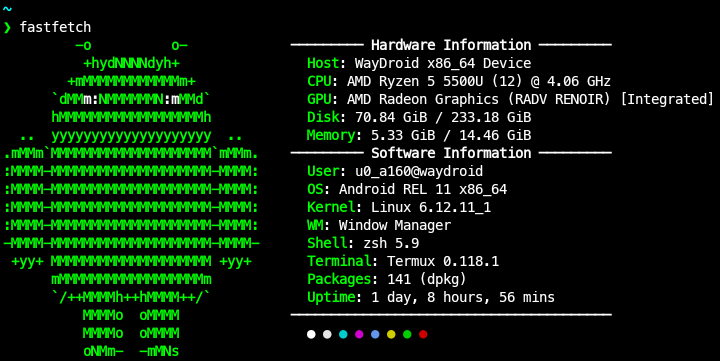 ~
❯ fastfetch
         -o          o-
          +hydNNNNdyh+
        +mMMMMMMMMMMMMm+
      `dMMm:NMMMMMMN:mMMd`
      hMMMMMMMMMMMMMMMMMMh
  ..  yyyyyyyyyyyyyyyyyyyy  ..
.mMMm`MMMMMMMMMMMMMMMMMMMM`mMMm.
:MMMM-MMMMMMMMMMMMMMMMMMMM-MMMM:
:MMMM-MMMMMMMMMMMMMMMMMMMM-MMMM:
:MMMM-MMMMMMMMMMMMMMMMMMMM-MMMM:
:MMMM-MMMMMMMMMMMMMMMMMMMM-MMMM:
-MMMM-MMMMMMMMMMMMMMMMMMMM-MMMM-
 +yy+ MMMMMMMMMMMMMMMMMMMM +yy+
      mMMMMMMMMMMMMMMMMMMm
      `/++MMMMh++hMMMM++/`
          MMMMo  oMMMM
          MMMMo  oMMMM
          oNMm-  -mMNs
───────── Hardware Information ─────────
Host: WayDroid x86_64 Device
CPU: AMD Ryzen 5 5500U (12) @ 4.06 GHz
GPU: AMD Radeon Graphics (RADV RENOIR) [Integrated]
Disk: 70.84 GiB / 233.18 GiB
Memory: 5.33 GiB / 14.46 GiB
───────── Software Information ─────────
User: u0_a160@waydroid
OS: Android REL 11 x86_64
Kernel: Linux 6.12.11_1
WM: Window Manager
Shell: zsh 5.9
Terminal: Termux 0.118.1
Packages: 141 (dpkg)
Uptime: 1 day, 8 hours, 56 mins
────────────────────────────────────────
● ● ● ● ● ● ● ●